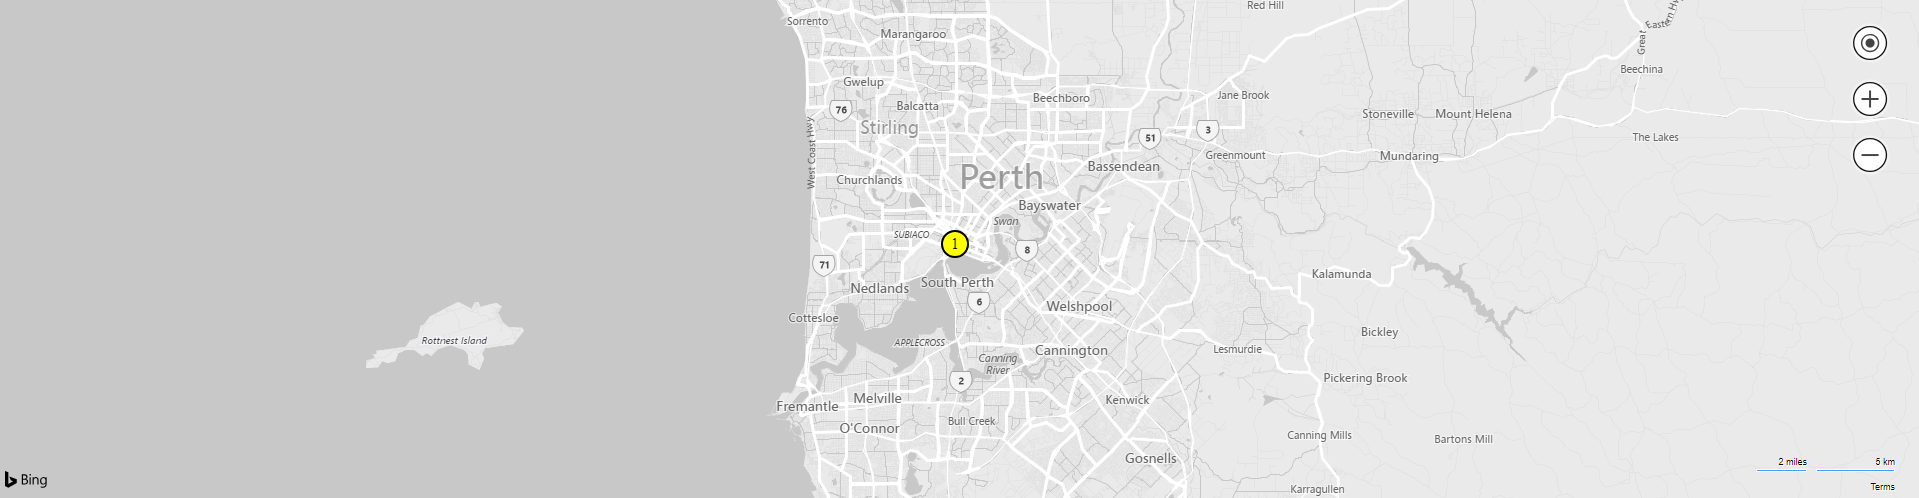 Red Hill
Sorrento
Great Eastern Hwy
Marangaroo
Beechina
Gwelup
Jane Brook
Beechboro
Balcatta
76
Stoneville
Mount Helena
Stirling
3
51
The Lakes
West Coast Hwy
Greenmount
Mundaring
Bassendean
Perth
Churchlands
Bayswater
Swan
SUBIACO
1
8
71
Kalamunda
South Perth
Nedlands
6
Welshpool
Cottesloe
Bickley
Rottnest Island
APPLECROSS
Lesmurdie
Cannington
Canning
River
2
Pickering Brook
Melville
Kenwick
Fremantle
Bull Creek
O'Connor
Canning Mills
Bartons Mill
Gosnells
2 miles
5 km
Bing
Terms
Karragullen